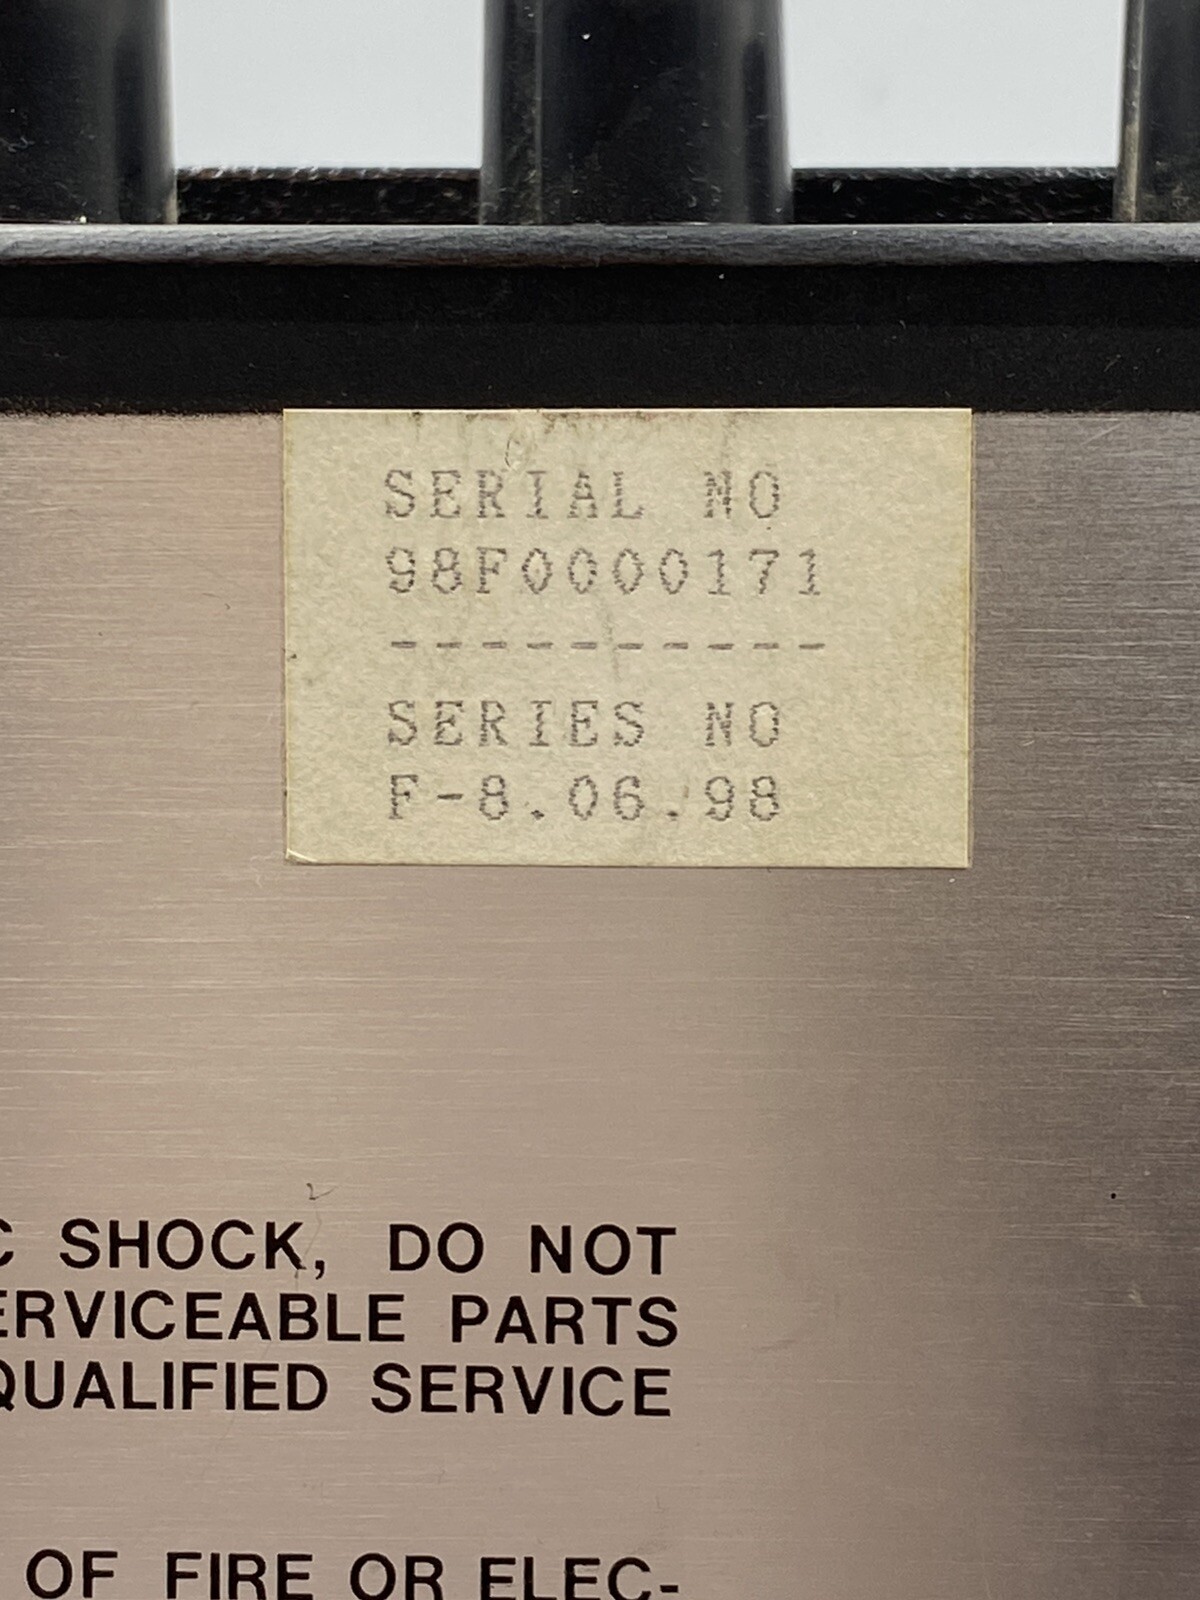 SERIAL NO
98F0000171
----------
SERIES NO
F-8.06.98
C SHOCK, DO NOT
ERVICEABLE PARTS
QUALIFIED SERVICE
OF FIRE OR ELEC-